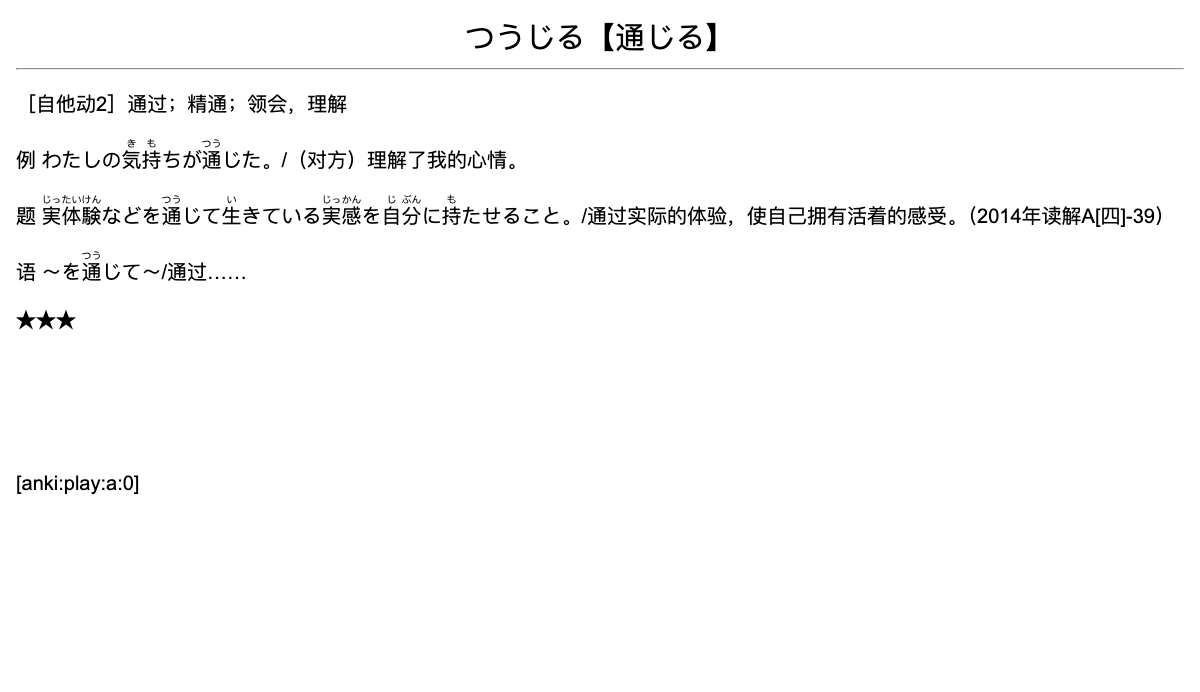 つうじる【通じる】
［自他动2］通过；精通；领会，理解
例 わたしの気持ちが通じた。/（对方）理解了我的心情。
题 実体験などを通じて生きている実感を自分に持たせること。/通过实际的体验，使自己拥有活着的感受。（2014年读解A[四]-39）
语 ～を通じて～/通过……
★★★
[anki:play:a:0]